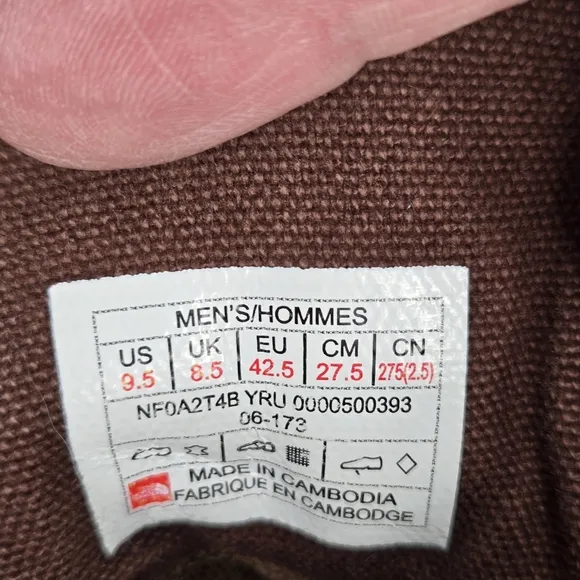 MEN'S/HOMMES
US UK EU CM CN
9.5 8.5 42.5 27.5 275(2.5)
NF0A2T4B YRU 0000500393
06-173
MADE IN CAMBODIA
FABRIQUE EN CAMBODGE